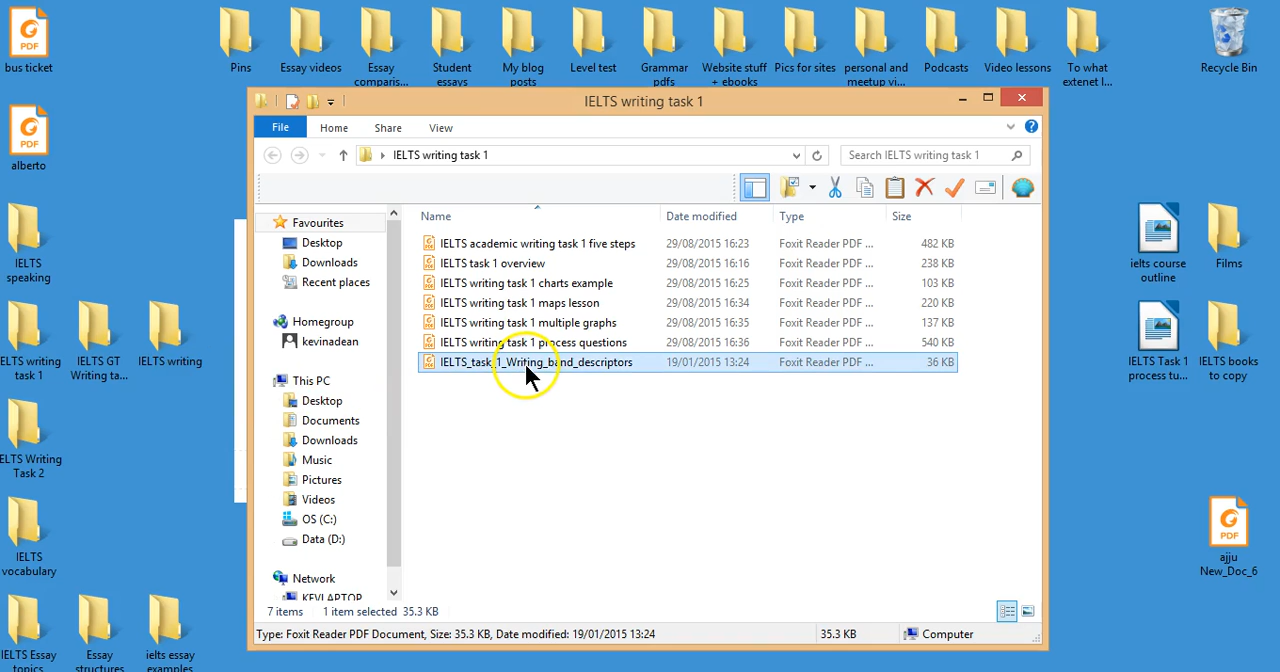 bus ticket
Pins
Essay videos
Essay
comparis...
Student
essays
My blog
posts
Level test
Grammar
pdfs
Website stuff
+ ebooks
Pics for sites
personal and
meetup vi...
Podcasts
Video lessons
To what
extenet l...
Recycle Bin
PDF
IELTS writing task 1
File
Home
Share
View
IELTS writing task 1
Search IELTS writing task 1
PDF
alberto
IELTS
speaking
IELTS writing
task 1
IELTS GT
Writing ta...
IELTS writing
ELTS Writing
Task 2
IELTS
vocabulary
IELTS Essay
topics
Essay
structures
ielts essay
examples
Favourites
Desktop
Downloads
Recent places
Homegroup
kevinadean
This PC
Desktop
Documents
Downloads
Music
Pictures
Videos
OS (C:)
Data (D:)
Network
KEVLAPTOP
Name
Date modified
Type
Size
IELTS academic writing task 1 five steps 29/08/2015 16:23 Foxit Reader PDF ... 482 KB
IELTS task 1 overview 29/08/2015 16:16 Foxit Reader PDF ... 238 KB
IELTS writing task 1 charts example 29/08/2015 16:25 Foxit Reader PDF ... 103 KB
IELTS writing task 1 maps lesson 29/08/2015 16:34 Foxit Reader PDF ... 220 KB
IELTS writing task 1 multiple graphs 29/08/2015 16:35 Foxit Reader PDF ... 137 KB
IELTS writing task 1 process questions 29/08/2015 16:36 Foxit Reader PDF ... 540 KB
IELTS_task_1_Writing_band_descriptors 19/01/2015 13:24 Foxit Reader PDF ... 36 KB
7 items 1 item selected 35.3 KB
Type: Foxit Reader PDF Document, Size: 35.3 KB, Date modified: 19/01/2015 13:24 35.3 KB Computer
ielts course
outline
Films
IELTS Task 1
process tu...
IELTS books
to copy
PDF
ajju
New_Doc_6